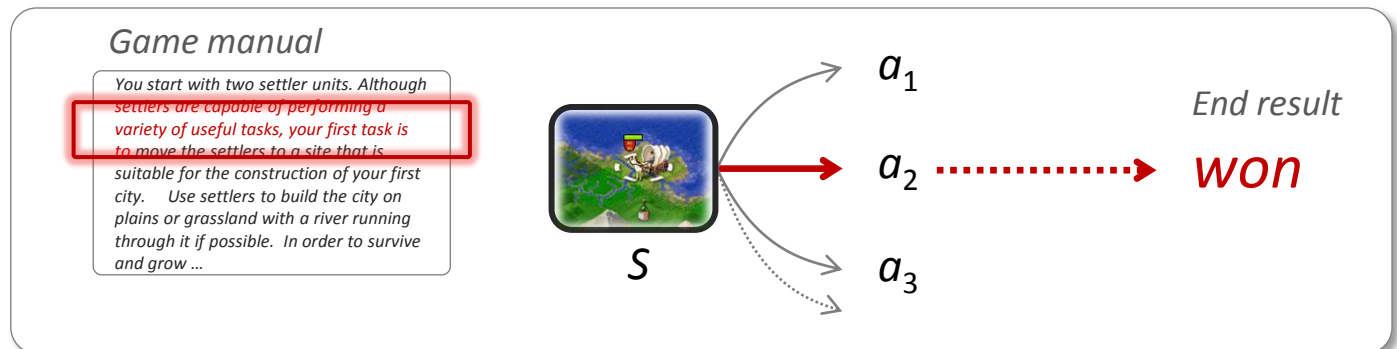 Game manual
You start with two settler units. Although
settlers are capable of performing a
variety of useful tasks, your first task is
to move the settlers to a site that is
suitable for the construction of your first
city. Use settlers to build the city on
plains or grassland with a river running
through it if possible. In order to survive
and grow …
S
a1
a2
a3
End result
won